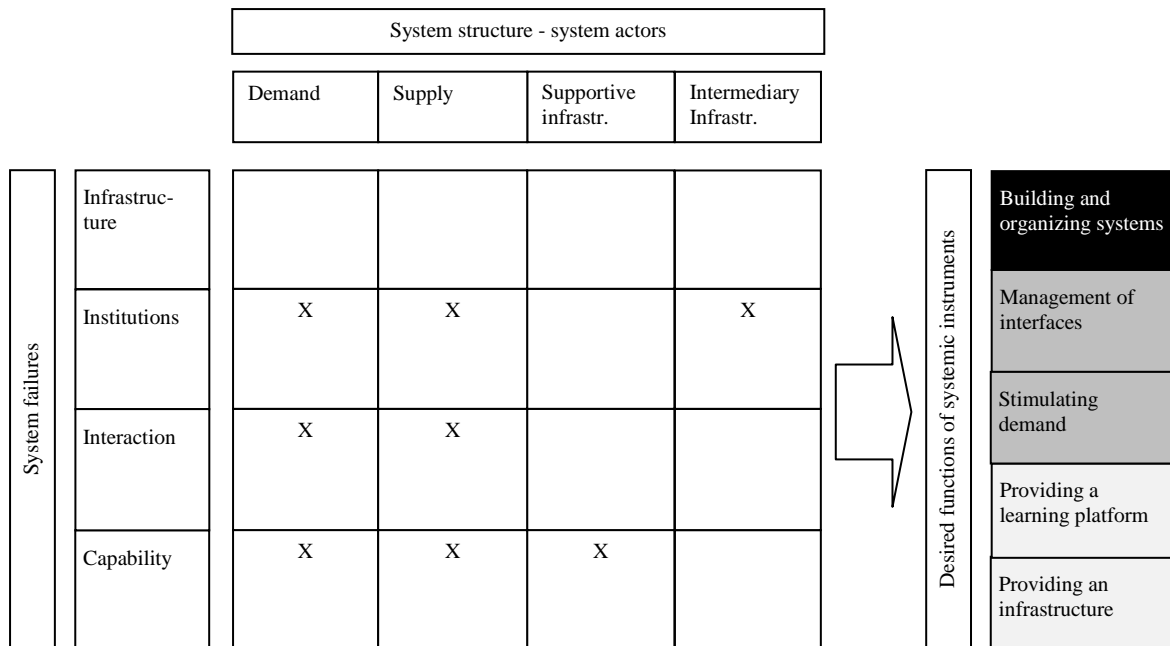 System structure - system actors
Demand
Supply
Supportive
infrastr.
Intermediary
Infrastr.
System failures
Infrastruc-
ture
Institutions
X
X
X
Interaction
X
X
Capability
X
X
X
Desired functions of systemic instruments
Building and
organizing systems
Management of
interfaces
Stimulating
demand
Providing a
learning platform
Providing an
infrastructure